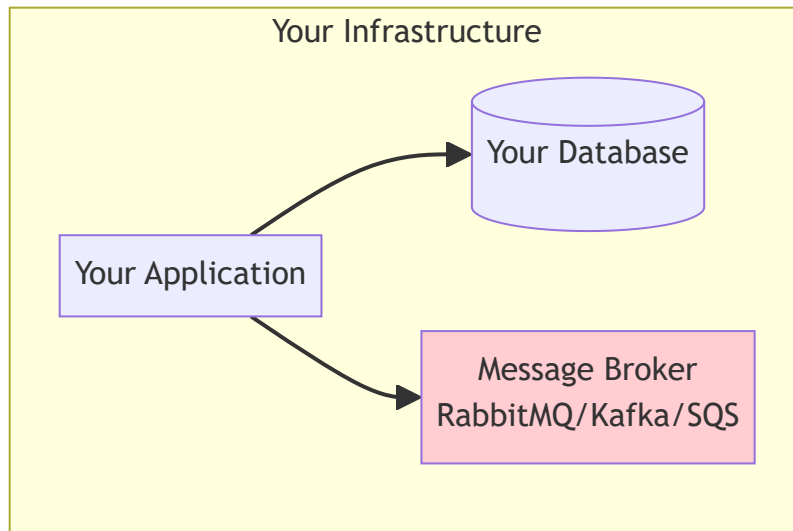 Your Infrastructure
Your Database
Your Application
Message Broker
RabbitMQ/Kafka/SQS